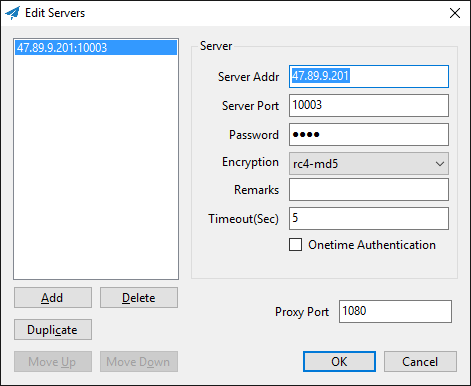 Edit Servers
47.89.9.201:10003
Server
Server Addr 47.89.9.201
Server Port 10003
Password ●●●●
Encryption rc4-md5
Remarks
Timeout(Sec) 5
Onetime Authentication
Add Delete
Duplicate
Proxy Port 1080
Move Up Move Down
OK Cancel